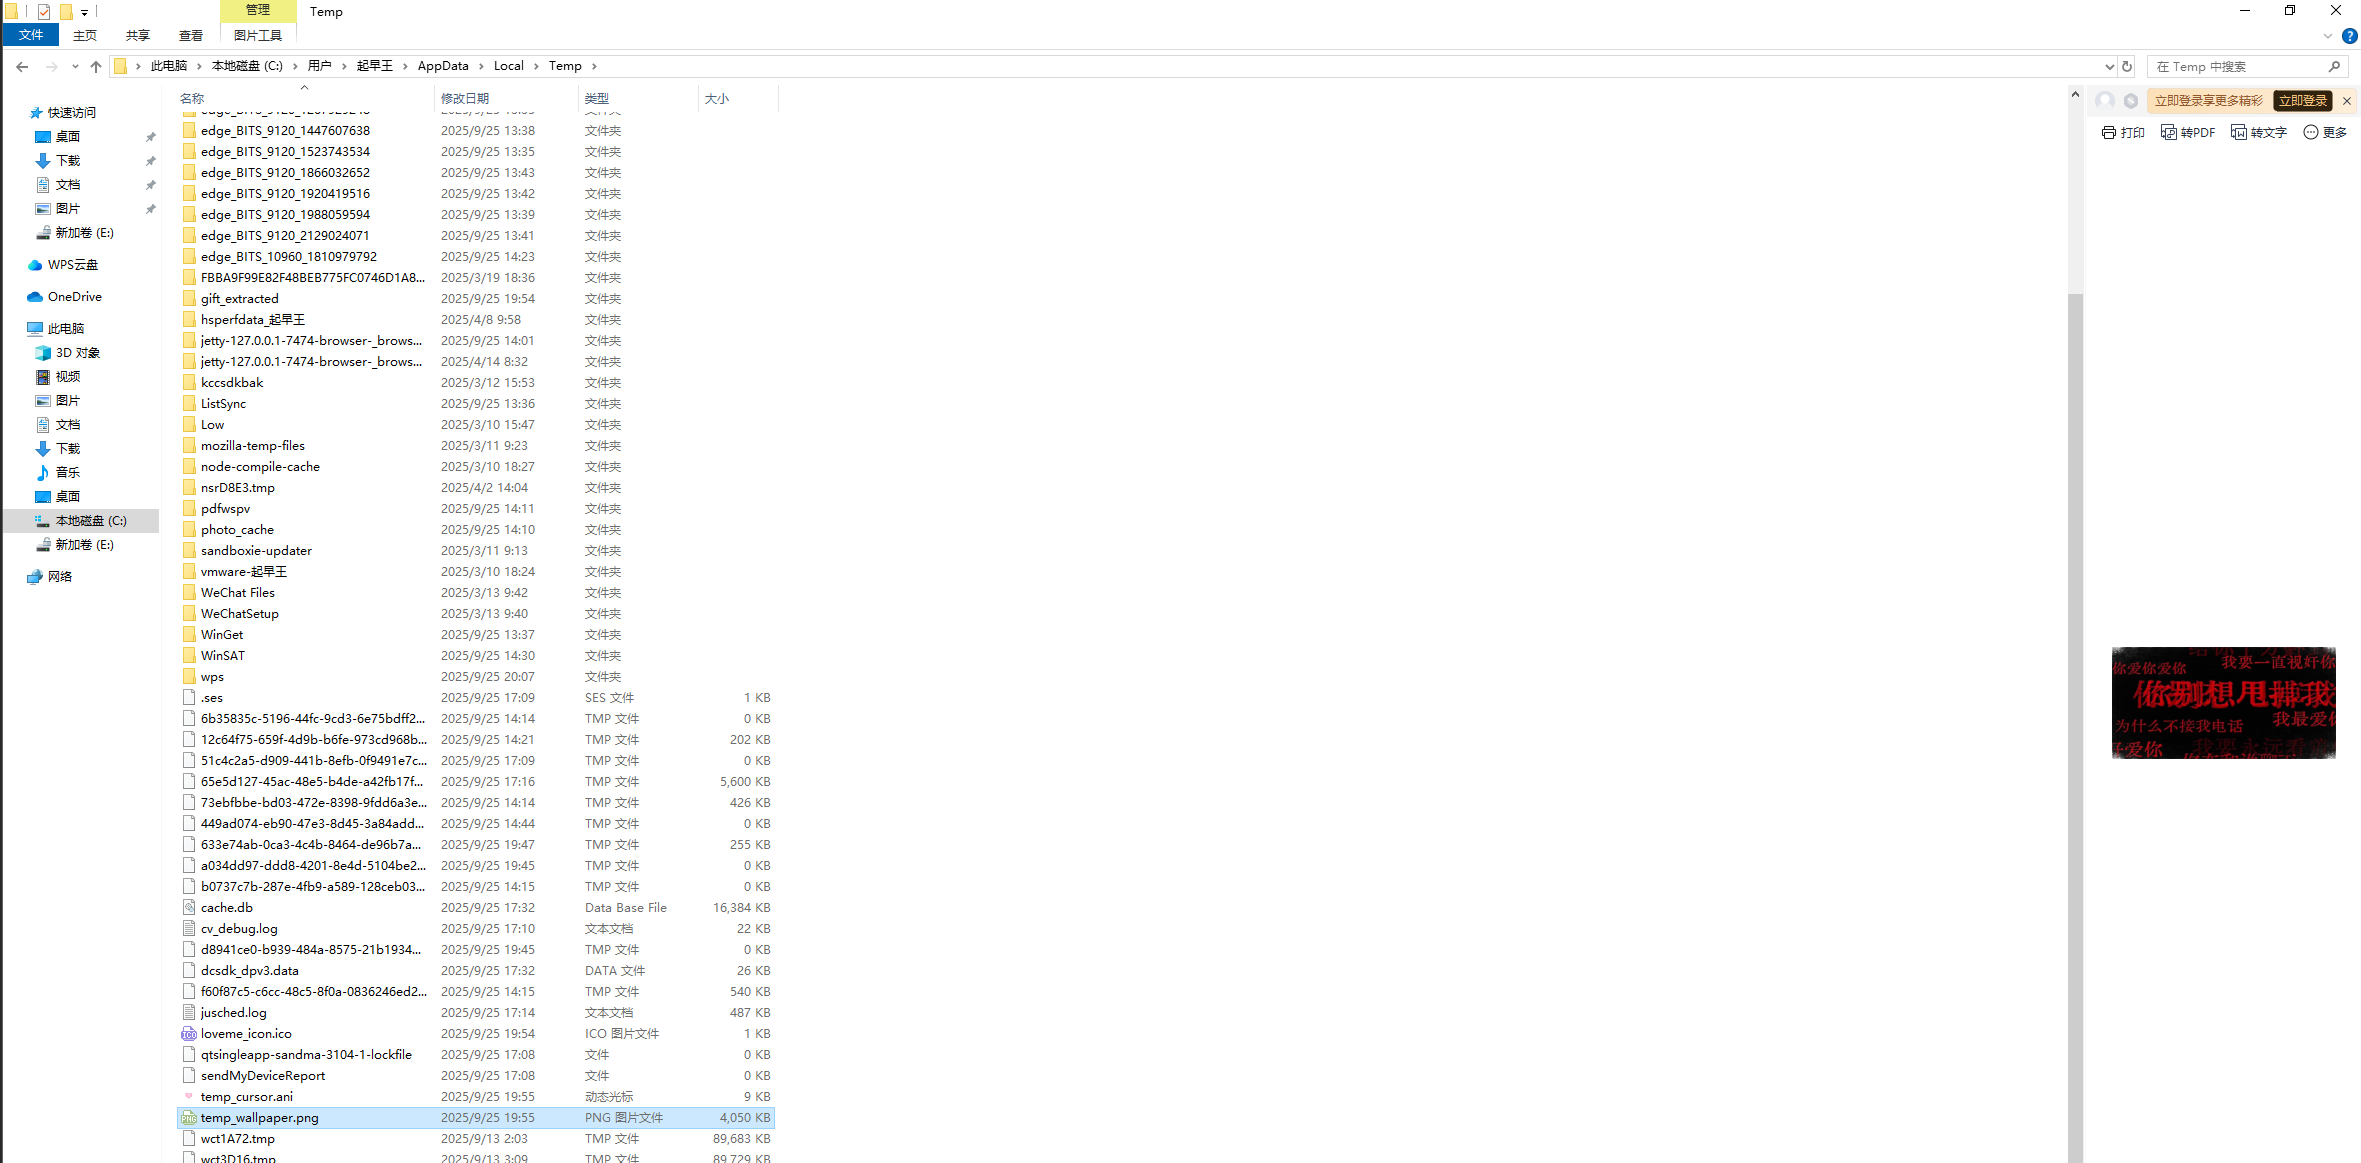 管理
Temp
文件
主页
共享
查看
图片工具
此电脑
本地磁盘 (C:)
用户
起早王
AppData
Local
Temp
在 Temp 中搜索
名称
修改日期
类型
大小
快速访问
桌面
下载
文档
图片
新加卷 (E:)
WPS云盘
OneDrive
此电脑
3D 对象
视频
图片
文档
下载
音乐
桌面
本地磁盘 (C:)
新加卷 (E:)
网络
edge_BITS_9120_1447607638 2025/9/25 13:38 文件夹
edge_BITS_9120_1523743534 2025/9/25 13:35 文件夹
edge_BITS_9120_1866032652 2025/9/25 13:43 文件夹
edge_BITS_9120_1920419516 2025/9/25 13:42 文件夹
edge_BITS_9120_1988059594 2025/9/25 13:39 文件夹
edge_BITS_9120_2129024071 2025/9/25 13:41 文件夹
edge_BITS_10960_1810979792 2025/9/25 14:23 文件夹
FBBA9F99E82F48BEB775FC0746D1A8... 2025/3/19 18:36 文件夹
gift_extracted 2025/9/25 19:54 文件夹
hsperfdata_起早王 2025/4/8 9:58 文件夹
jetty-127.0.0.1-7474-browser-_brows... 2025/9/25 14:01 文件夹
jetty-127.0.0.1-7474-browser-_brows... 2025/4/14 8:32 文件夹
kccsdkbak 2025/3/12 15:53 文件夹
ListSync 2025/9/25 13:36 文件夹
Low 2025/3/10 15:47 文件夹
mozilla-temp-files 2025/3/11 9:23 文件夹
node-compile-cache 2025/3/10 18:27 文件夹
nsrD8E3.tmp 2025/4/2 14:04 文件夹
pdfwspv 2025/9/25 14:11 文件夹
photo_cache 2025/9/25 14:10 文件夹
sandboxie-updater 2025/3/11 9:13 文件夹
vmware-起早王 2025/3/10 18:24 文件夹
WeChat Files 2025/3/13 9:42 文件夹
WeChatSetup 2025/3/13 9:40 文件夹
WinGet 2025/9/25 13:37 文件夹
WinSAT 2025/9/25 14:30 文件夹
wps 2025/9/25 20:07 文件夹
.ses 2025/9/25 17:09 SES 文件 1 KB
6b35835c-5196-44fc-9cd3-6e75bdff2... 2025/9/25 14:14 TMP 文件 0 KB
12c64f75-659f-4d9b-b6fe-973cd968b... 2025/9/25 14:21 TMP 文件 202 KB
51c4c2a5-d909-441b-8efb-0f9491e7c... 2025/9/25 17:09 TMP 文件 0 KB
65e5d127-45ac-48e5-b4de-a42fb17f... 2025/9/25 17:16 TMP 文件 5,600 KB
73ebfbbe-bd03-472e-8398-9fdd6a3e... 2025/9/25 14:14 TMP 文件 426 KB
449ad074-eb90-47e3-8d45-3a84add... 2025/9/25 14:44 TMP 文件 0 KB
633e74ab-0ca3-4c4b-8464-de96b7a... 2025/9/25 19:47 TMP 文件 255 KB
a034dd97-ddd8-4201-8e4d-5104be2... 2025/9/25 19:45 TMP 文件 0 KB
b0737c7b-287e-4fb9-a589-128ceb03... 2025/9/25 14:15 TMP 文件 0 KB
cache.db 2025/9/25 17:32 Data Base File 16,384 KB
cv_debug.log 2025/9/25 17:10 文本文档 22 KB
d8941ce0-b939-484a-8575-21b1934... 2025/9/25 19:45 TMP 文件 0 KB
dcsdk_dpv3.data 2025/9/25 17:32 DATA 文件 26 KB
f60f87c5-c6cc-48c5-8f0a-0836246ed2... 2025/9/25 14:15 TMP 文件 540 KB
jusched.log 2025/9/25 17:14 文本文档 487 KB
loveme_icon.ico 2025/9/25 19:54 ICO 图片文件 1 KB
qtsingleapp-sandma-3104-1-lockfile 2025/9/25 17:08 文件 0 KB
sendMyDeviceReport 2025/9/25 17:08 文件 0 KB
temp_cursor.ani 2025/9/25 19:55 动态光标 9 KB
temp_wallpaper.png 2025/9/25 19:55 PNG 图片文件 4,050 KB
wct1A72.tmp 2025/9/13 2:03 TMP 文件 89,683 KB
wct3D16.tmp 2025/9/13 3:09 TMP 文件 89,729 KB
立即登录享更多精彩
立即登录
打印
转PDF
转文字
更多
你爱你爱你
我要一直视奸你
你别想甩掉我
为什么不接我电话
我最爱你
爱你